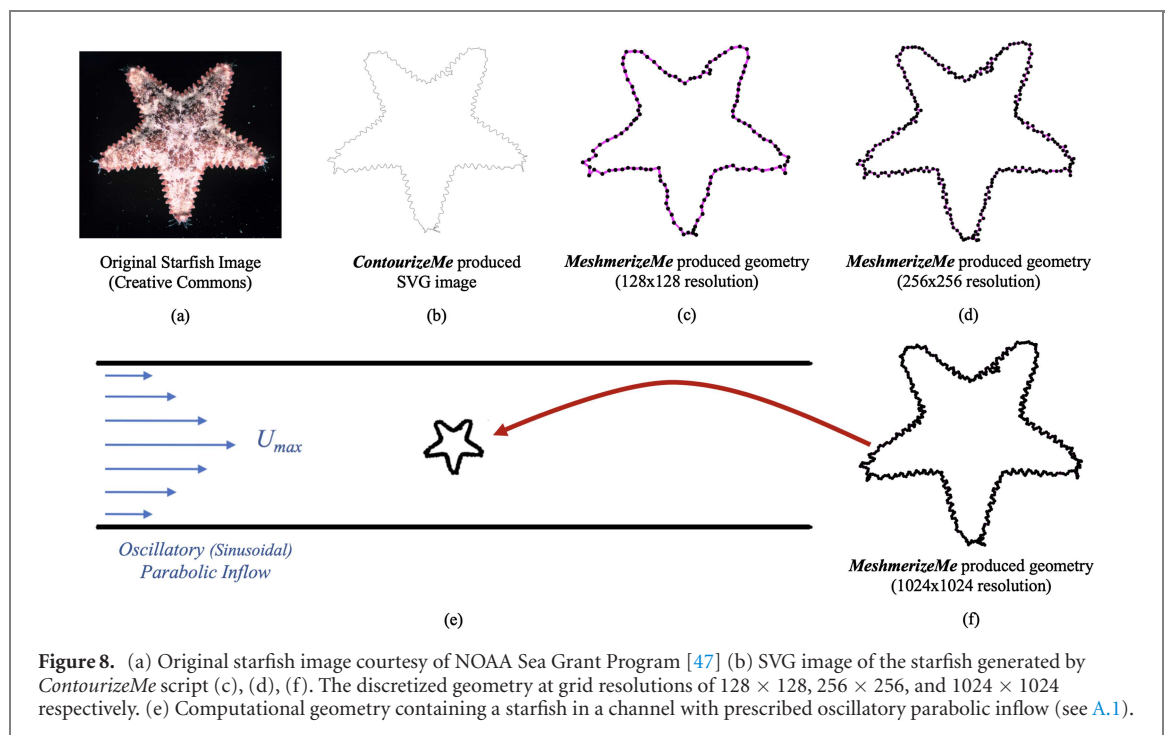 Original Starfish Image
(Creative Commons)
(a)
ContourizeMe produced
SVG image
(b)
MeshmerizeMe produced geometry
(128x128 resolution)
(c)
MeshmerizeMe produced geometry
(256x256 resolution)
(d)
Umax
Oscillatory (Sinusoidal)
Parabolic Inflow
(e)
MeshmerizeMe produced geometry
(1024x1024 resolution)
(f)
Figure 8. (a) Original starfish image courtesy of NOAA Sea Grant Program [47] (b) SVG image of the starfish generated by
ContourizeMe script (c), (d), (f). The discretized geometry at grid resolutions of 128 × 128, 256 × 256, and 1024 × 1024
respectively. (e) Computational geometry containing a starfish in a channel with prescribed oscillatory parabolic inflow (see A.1).